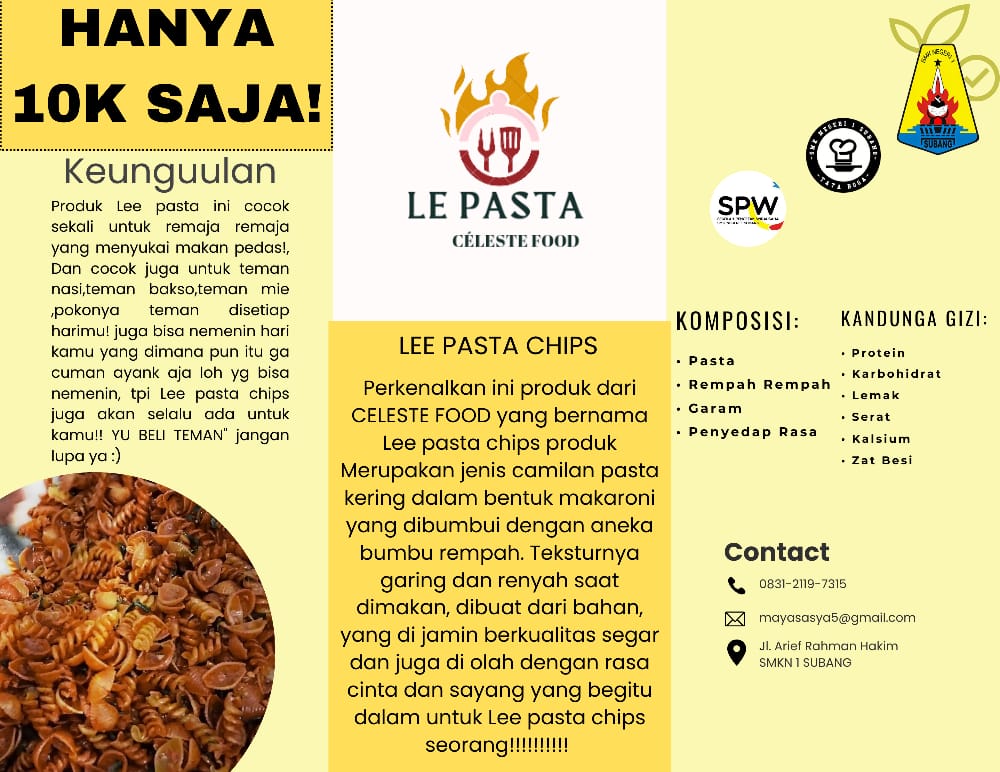 HANYA
10K SAJA!
Keunguulan
Produk Lee pasta ini cocok
sekali untuk remaja remaja
yang menyukai makan pedas!,
Dan cocok juga untuk teman
nasi,teman bakso,teman mie
,pokonya teman disetiap
harimu! juga bisa nemenin hari
kamu yang dimana pun itu ga
cuman ayank aja loh yg bisa
nemenin, tpi Lee pasta chips
juga akan selalu ada untuk
kamu!! YU BELI TEMAN" jangan
lupa ya :)
LE PASTA
CÉLESTE FOOD
LEE PASTA CHIPS
Perkenalkan ini produk dari
CELESTE FOOD yang bernama
Lee pasta chips produk
Merupakan jenis camilan pasta
kering dalam bentuk makaroni
yang dibumbui dengan aneka
bumbu rempah. Teksturnya
garing dan renyah saat
dimakan, dibuat dari bahan,
yang di jamin berkualitas segar
dan juga di olah dengan rasa
cinta dan sayang yang begitu
dalam untuk Lee pasta chips
seorang!!!!!!!!!!
SMK NEGERI 1
SUBANG
SMK NEGERI 1 SUBANG
TATA BOGA
SPW
KOMPOSISI:
• Pasta
• Rempah Rempah
• Garam
• Penyedap Rasa
KANDUNGA GIZI:
• Protein
• Karbohidrat
• Lemak
• Serat
• Kalsium
• Zat Besi
Contact
0831-2119-7315
mayasasya5@gmail.com
Jl. Arief Rahman Hakim
SMKN 1 SUBANG